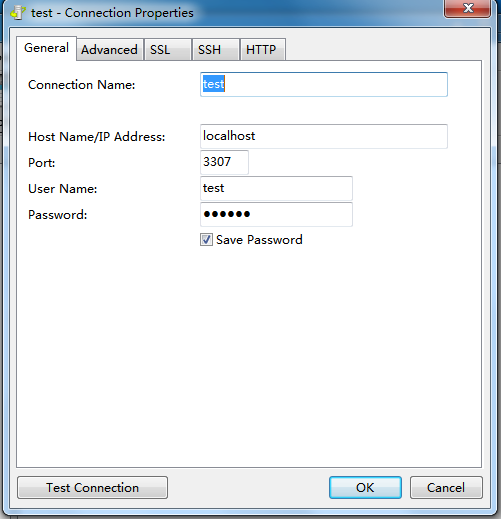 test - Connection Properties
General Advanced SSL SSH HTTP
Connection Name: test
Host Name/IP Address: localhost
Port: 3307
User Name: test
Password: ●●●●●●
Save Password
Test Connection OK Cancel